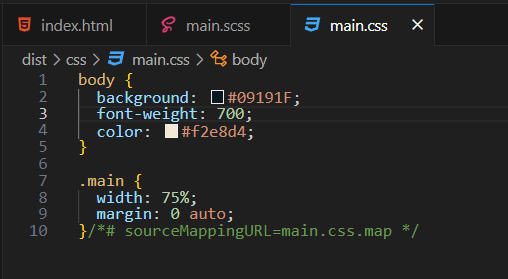 index.html main.scss main.css ×
dist > css > main.css > body
1 body {
2 background: #09191F;
3 font-weight: 700;
4 color: #f2e8d4;
5 }
6
7 .main {
8 width: 75%;
9 margin: 0 auto;
10 }/*# sourceMappingURL=main.css.map */